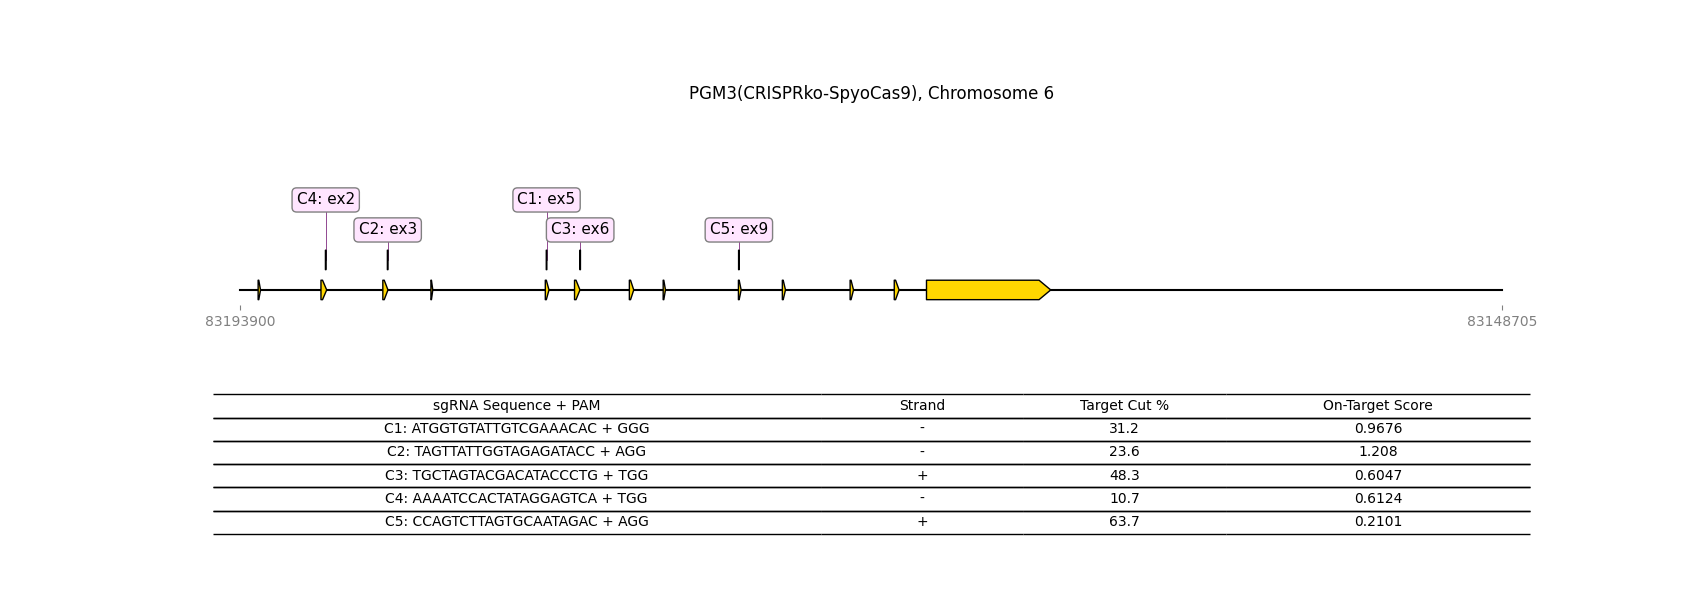 PGM3(CRISPRko-SpyoCas9), Chromosome 6
C4: ex2
C1: ex5
C2: ex3
C3: ex6
C5: ex9
83193900
83148705
sgRNA Sequence + PAM Strand Target Cut % On-Target Score
C1: ATGGTGTATTGTCGAAACAC + GGG - 31.2 0.9676
C2: TAGTTATTGGTAGAGATACC + AGG - 23.6 1.208
C3: TGCTAGTACGACATACCCTG + TGG + 48.3 0.6047
C4: AAAATCCACTATAGGAGTCA + TGG - 10.7 0.6124
C5: CCAGTCTTAGTGCAATAGAC + AGG + 63.7 0.2101